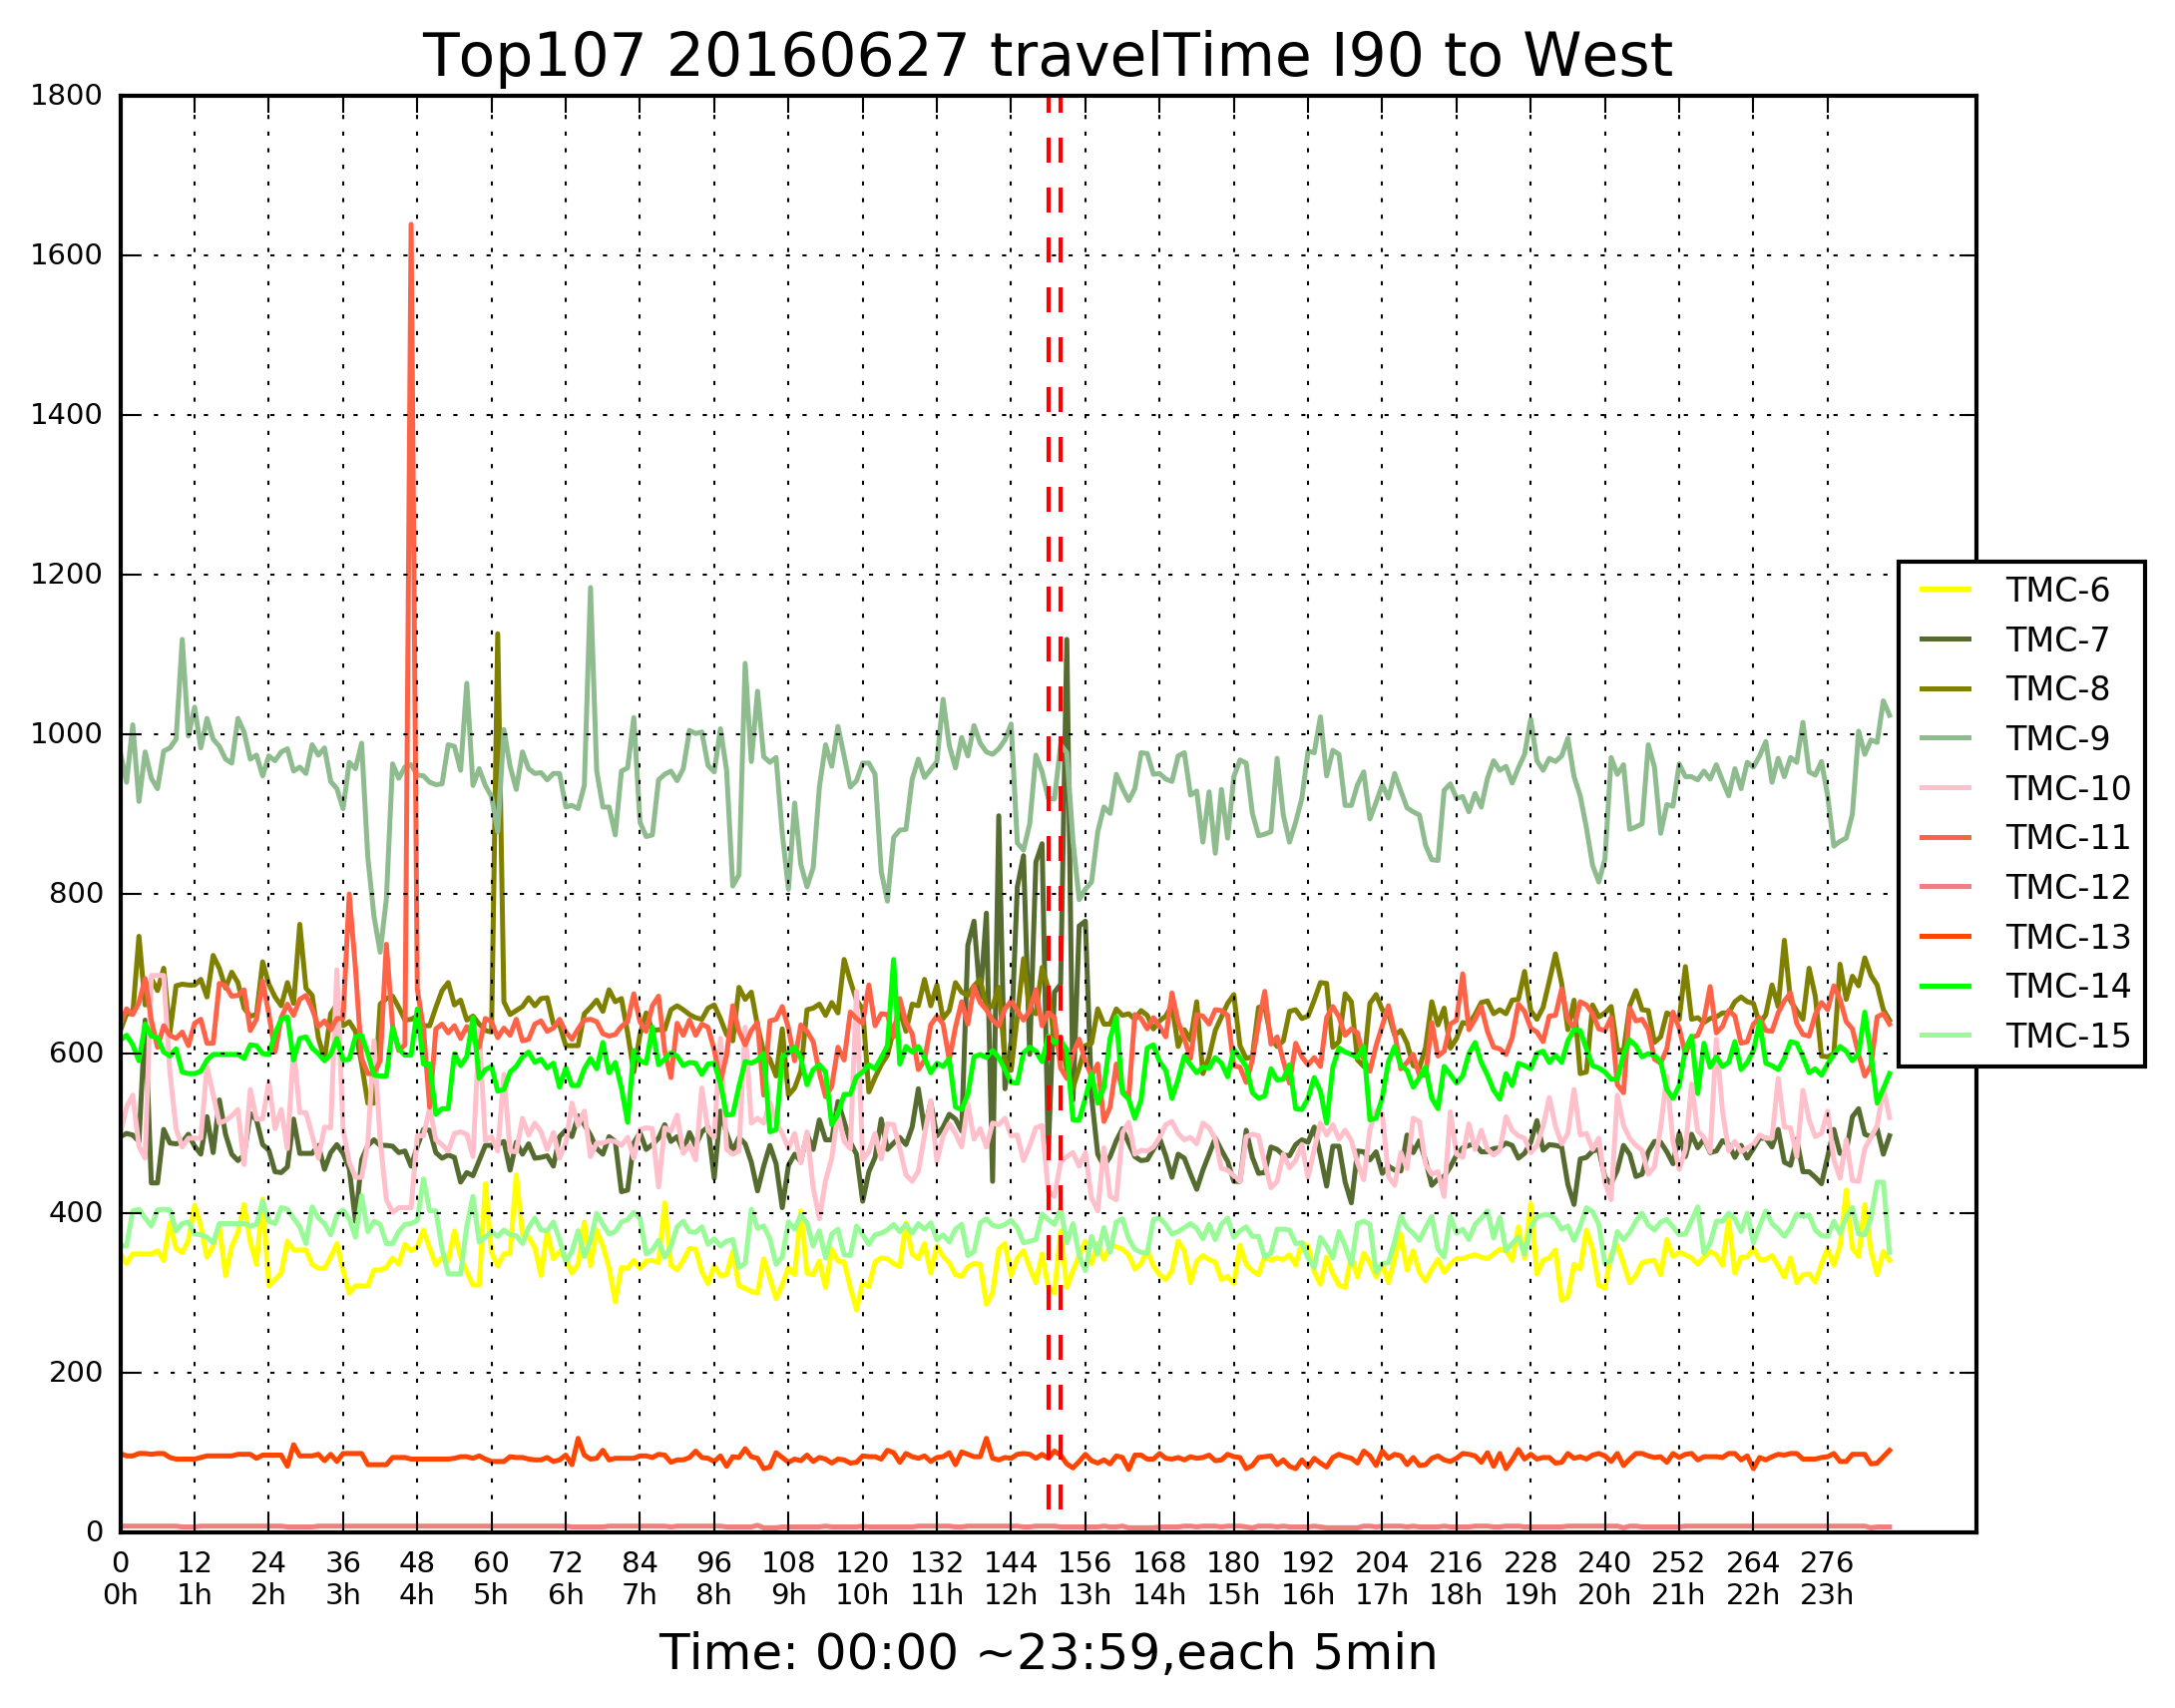 Top107 20160627 travelTime I90 to West
1800
1600
1400
1200
1000
800
600
400
200
0
TMC-6
TMC-7
TMC-8
TMC-9
TMC-10
TMC-11
TMC-12
TMC-13
TMC-14
TMC-15
0 12 24 36 48 60 72 84 96 108 120 132 144 156 168 180 192 204 216 228 240 252 264 276
0h 1h 2h 3h 4h 5h 6h 7h 8h 9h 10h 11h 12h 13h 14h 15h 16h 17h 18h 19h 20h 21h 22h 23h
Time: 00:00 ~23:59,each 5min